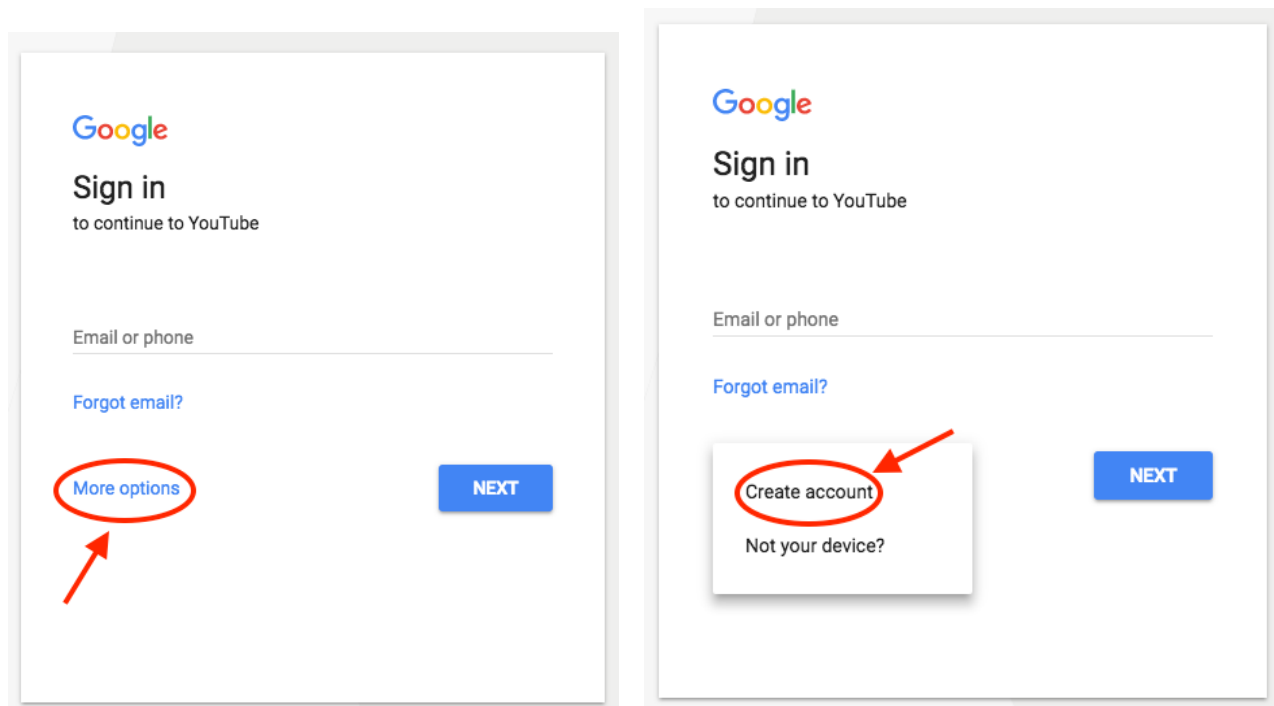 Google
Sign in
to continue to YouTube
Email or phone
Forgot email?
More options
NEXT
Google
Sign in
to continue to YouTube
Email or phone
Forgot email?
Create account
NEXT
Not your device?